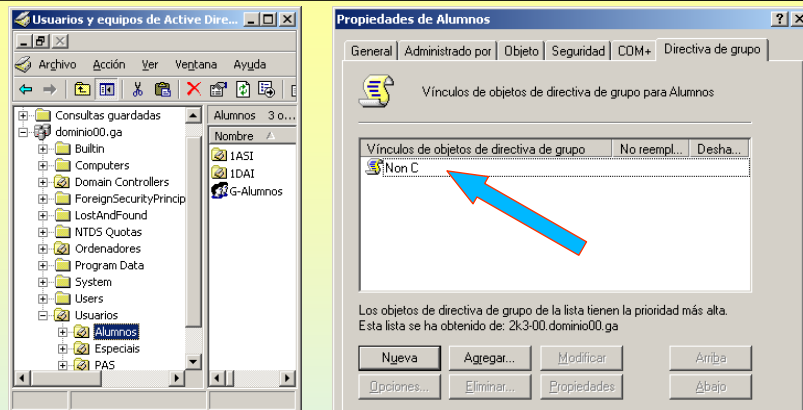 Usuarios y equipos de Active Dire...
Archivo Acción Ver Ventana Ayuda
Consultas guardadas
dominio00.ga
Builtin
Computers
Domain Controllers
ForeignSecurityPrincip
LostAndFound
NTDS Quotas
Ordenadores
Program Data
System
Users
Usuarios
Alumnos
Especiais
PAS
Alumnos 3 o...
Nombre
1ASI
1DAI
G-Alumnos
Propiedades de Alumnos
General Administrado por Objeto Seguridad COM+ Directiva de grupo
Vínculos de objetos de directiva de grupo para Alumnos
Vínculos de objetos de directiva de grupo No reempl... Desha...
Non C
Los objetos de directiva de grupo de la lista tienen la prioridad más alta.
Esta lista se ha obtenido de: 2k3-00.dominio00.ga
Nueva Agregar... Modificar Arriba
Opciones... Eliminar... Propiedades Abajo